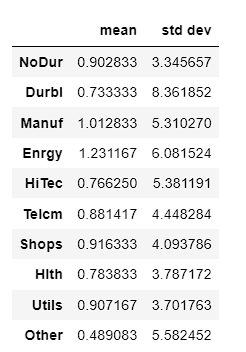 mean std dev
NoDur 0.902833 3.345657
Durbl 0.733333 8.361852
Manuf 1.012833 5.310270
Enrgy 1.231167 6.081524
HiTec 0.766250 5.381191
Telcm 0.881417 4.448284
Shops 0.916333 4.093786
Hlth 0.783833 3.787172
Utils 0.907167 3.701763
Other 0.489083 5.582452